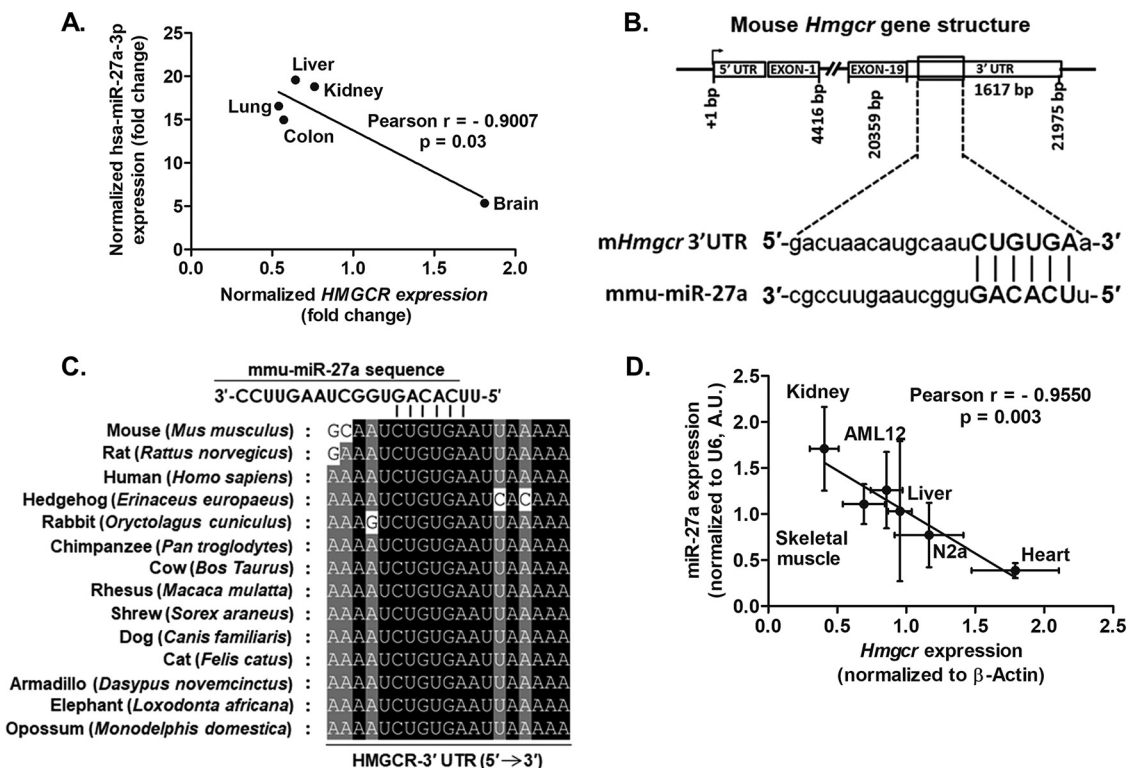 A.
Normalized hsa-miR-27a-3p
expression (fold change)
25
20
15
10
5
0
Liver
Kidney
Lung
Colon
Pearson r = - 0.9007
p = 0.03
Brain
0.0 0.5 1.0 1.5 2.0
Normalized HMGCR expression
(fold change)
B.
Mouse Hmgcr gene structure
5' UTR EXON-1 EXON-19 3' UTR
1617 bp
+1 bp
4416 bp
20359 bp
21975 bp
mHmgcr 3'UTR 5'-gacuaacaugcaauCUGUGAa-3'
mmu-miR-27a 3'-cgccuugaaucgguGACACUu-5'
C.
mmu-miR-27a sequence
3'-CCUUGAAUCGGUGACACUU-5'
Mouse (Mus musculus) : GCAAUCUGUGAAUUAAAAA
Rat (Rattus norvegicus) : GAAAUCUGUGAAUUAAAAA
Human (Homo sapiens) : AAAAUCUGUGAAUUAAAAA
Hedgehog (Erinaceus europaeus) : AAAAUCUGUGAAUCACAAA
Rabbit (Oryctolagus cuniculus) : AAAGUCUGUGAAUUAAAAA
Chimpanzee (Pan troglodytes) : AAAAUCUGUGAAUUAAAAA
Cow (Bos Taurus) : AAAAUCUGUGAAUUAAAAA
Rhesus (Macaca mulatta) : AAAAUCUGUGAAUUAAAAA
Shrew (Sorex araneus) : AAAAUCUGUGAAUUAAAAA
Dog (Canis familiaris) : AAAAUCUGUGAAUUAAAAA
Cat (Felis catus) : AAAAUCUGUGAAUUAAAAA
Armadillo (Dasypus novemcinctus) : AAAAUCUGUGAAUUAAAAA
Elephant (Loxodonta africana) : AAAAUCUGUGAAUUAAAAA
Opossum (Monodelphis domestica) : AAAAUCUGUGAAUUAAAAA
HMGCR-3' UTR (5'→3')
D.
miR-27a expression
(normalized to U6, A.U.)
2.5
2.0
1.5
1.0
0.5
0.0
Kidney
Pearson r = - 0.9550
p = 0.003
AML12
Liver
Skeletal
muscle
N2a
Heart
0.0 0.5 1.0 1.5 2.0 2.5
Hmgcr expression
(normalized to β-Actin)